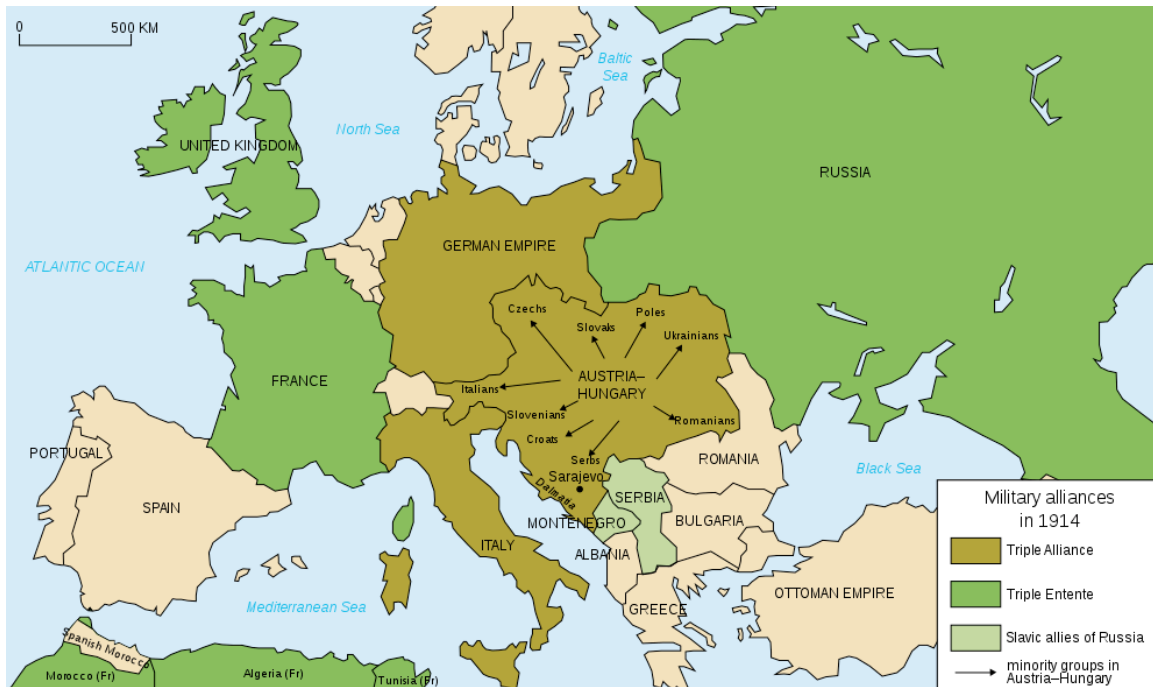 0
500 KM
Baltic
Sea
North Sea
UNITED KINGDOM
RUSSIA
GERMAN EMPIRE
ATLANTIC OCEAN
Czechs
Slovaks
Poles
Ukrainians
AUSTRIA–
HUNGARY
FRANCE
Italians
Slovenians
Croats
Romanians
Serbs
PORTUGAL
ROMANIA
Black Sea
Sarajevo
Dalmatia
SERBIA
SPAIN
MONTENEGRO
BULGARIA
ITALY
ALBANIA
OTTOMAN EMPIRE
Mediterranean Sea
GREECE
Spanish Morocco
Morocco (Fr)
Algeria (Fr)
Tunisia (Fr)
Military alliances
in 1914
Triple Alliance
Triple Entente
Slavic allies of Russia
minority groups in
Austria–Hungary